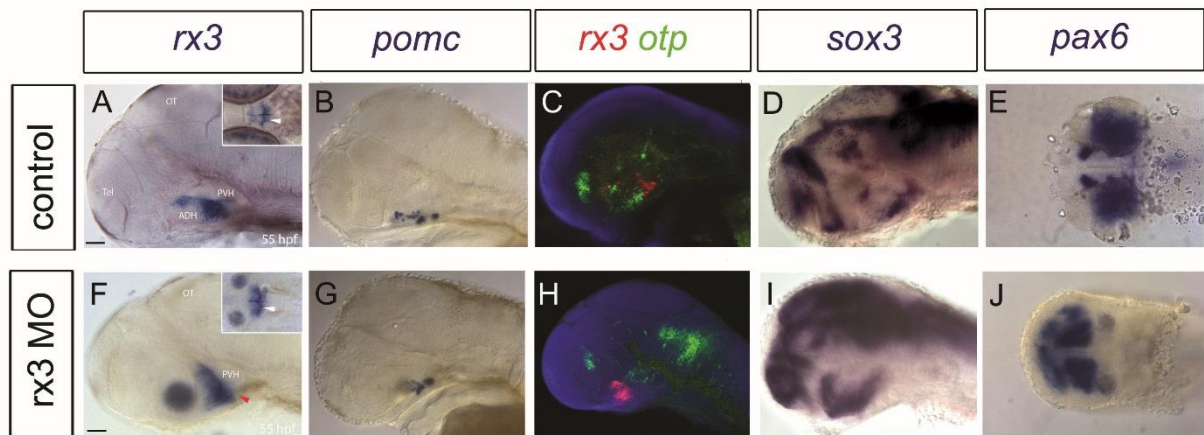 rx3 pomc rx3 otp sox3 pax6
control
A OT Tel ADH PVH 55 hpf
B
C
D
E
rx3 MO
F OT PVH 55 hpf
G
H
I
J